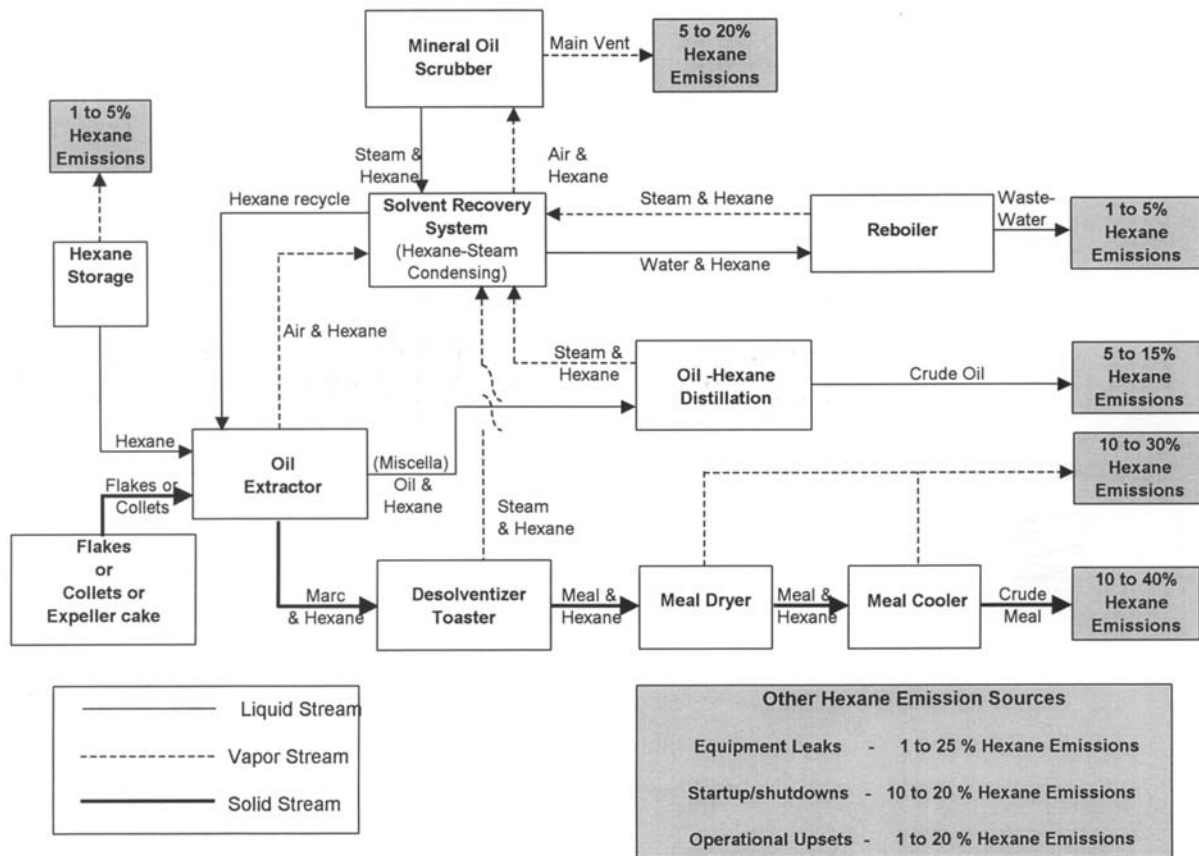 Mineral Oil
Scrubber
Main Vent
5 to 20%
Hexane
Emissions
1 to 5%
Hexane
Emissions
Steam &
Hexane
Air &
Hexane
Hexane recycle
Solvent Recovery
System
(Hexane-Steam
Condensing)
Steam & Hexane
Water & Hexane
Reboiler
Waste-
Water
1 to 5%
Hexane
Emissions
Hexane
Storage
Air & Hexane
Steam &
Hexane
Oil -Hexane
Distillation
Crude Oil
5 to 15%
Hexane
Emissions
Hexane
Flakes or
Collets
Oil
Extractor
(Miscella)
Oil &
Hexane
Steam
& Hexane
10 to 30%
Hexane
Emissions
Flakes
or
Collets or
Expeller cake
Marc
& Hexane
Desolventizer
Toaster
Meal &
Hexane
Meal Dryer
Meal &
Hexane
Meal Cooler
Crude
Meal
10 to 40%
Hexane
Emissions
Liquid Stream
Vapor Stream
Solid Stream
Other Hexane Emission Sources
Equipment Leaks - 1 to 25 % Hexane Emissions
Startup/shutdowns - 10 to 20 % Hexane Emissions
Operational Upsets - 1 to 20 % Hexane Emissions